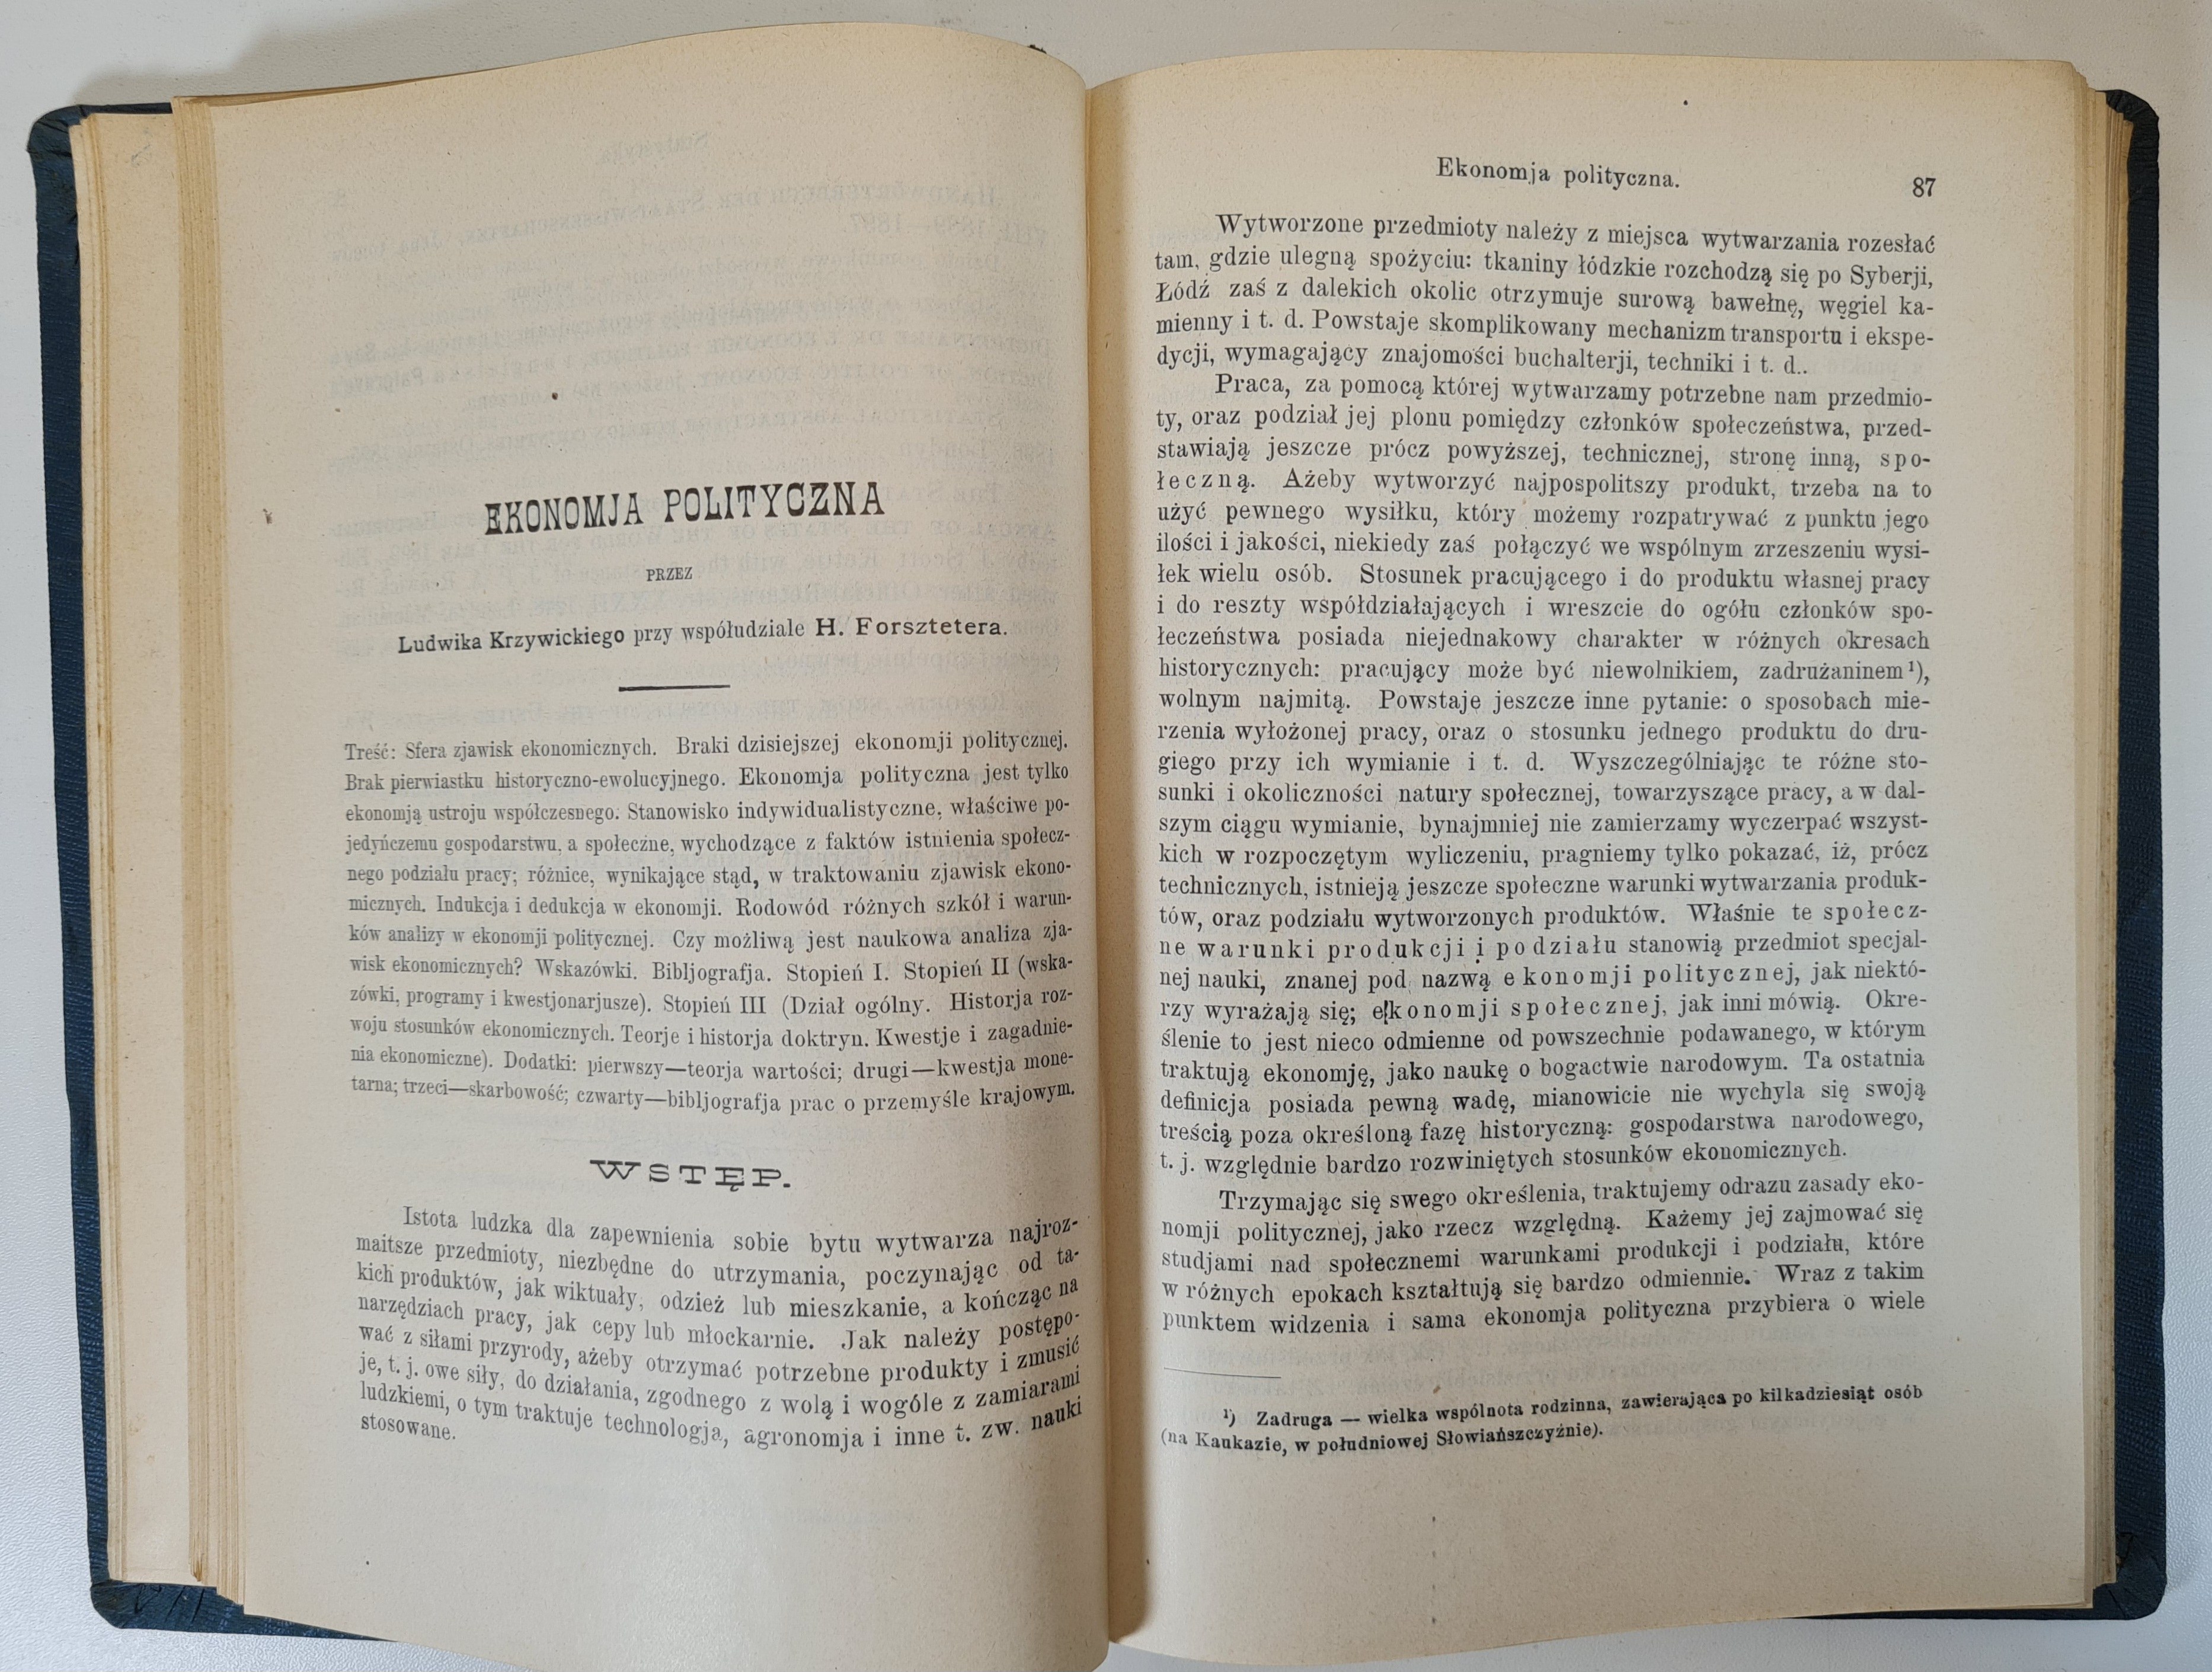 EKONOMJA POLITYCZNA
PRZEZ
Ludwika Krzywickiego przy współudziale H. Forsztetera.
Treść: Sfera zjawisk ekonomicznych. Braki dzisiejszej ekonomji politycznej.
Brak pierwiastku historyczno-ewolucyjnego. Ekonomja polityczna jest tylko
ekonomją ustroju współczesnego. Stanowisko indywidualistyczne, właściwe po-
jedyńczemu gospodarstwu, a społeczne, wychodzące z faktów istnienia społecz-
nego podziału pracy; różnice, wynikające stąd, w traktowaniu zjawisk ekono-
micznych. Indukcja i dedukcja w ekonomji. Rodowód różnych szkół i warun-
ków analizy w ekonomji politycznej. Czy możliwą jest naukowa analiza zja-
wisk ekonomicznych? Wskazówki. Bibljografja. Stopień I. Stopień II (wska-
zówki, programy i kwestjonarjusze). Stopień III (Dział ogólny. Historja roz-
woju stosunków ekonomicznych. Teorje i historja doktryn. Kwestje i zagadnie-
nia ekonomiczne). Dodatki: pierwszy—teorja wartości; drugi—kwestja mone-
tarna; trzeci—skarbowość; czwarty—bibljografja prac o przemyśle krajowym.
WSTĘP.
Istota ludzka dla zapewnienia sobie bytu wytwarza najroz-
maitsze przedmioty, niezbędne do utrzymania, poczynając od ta-
kich produktów, jak wiktuały, odzież lub mieszkanie, a kończąc na
narzędziach pracy, jak cepy lub młockarnie. Jak należy postępo-
wać z siłami przyrody, ażeby otrzymać potrzebne produkty i zmusić
je, t. j. owe siły, do działania, zgodnego z wolą i wogóle z zamiarami
ludzkiemi, o tym traktuje technologja, agronomja i inne t. zw. nauki
stosowane.
Ekonomja polityczna.
87
Wytworzone przedmioty należy z miejsca wytwarzania rozesłać
tam, gdzie ulegną spożyciu: tkaniny łódzkie rozchodzą się po Syberji,
Łódź zaś z dalekich okolic otrzymuje surową bawełnę, węgiel ka-
mienny i t. d. Powstaje skomplikowany mechanizm transportu i ekspe-
dycji, wymagający znajomości buchalterji, techniki i t. d..
Praca, za pomocą której wytwarzamy potrzebne nam przedmio-
ty, oraz podział jej plonu pomiędzy członków społeczeństwa, przed-
stawiają jeszcze prócz powyższej, technicznej, stronę inną, spo-
łeczną. Ażeby wytworzyć najpospolitszy produkt, trzeba na to
użyć pewnego wysiłku, który możemy rozpatrywać z punktu jego
ilości i jakości, niekiedy zaś połączyć we wspólnym zrzeszeniu wysi-
łek wielu osób. Stosunek pracującego i do produktu własnej pracy
i do reszty współdziałających i wreszcie do ogółu członków spo-
łeczeństwa posiada niejednakowy charakter w różnych okresach
historycznych: pracujący może być niewolnikiem, zadrużaninem¹),
wolnym najmitą. Powstaje jeszcze inne pytanie: o sposobach mie-
rzenia wyłożonej pracy, oraz o stosunku jednego produktu do dru-
giego przy ich wymianie i t. d. Wyszczególniając te różne sto-
sunki i okoliczności natury społecznej, towarzyszące pracy, a w dal-
szym ciągu wymianie, bynajmniej nie zamierzamy wyczerpać wszyst-
kich w rozpoczętym wyliczeniu, pragniemy tylko pokazać, iż, prócz
technicznych, istnieją jeszcze społeczne warunki wytwarzania produk-
tów, oraz podziału wytworzonych produktów. Właśnie te społecz-
ne warunki produkcji i podziału stanowią przedmiot specjal-
nej nauki, znanej pod nazwą ekonomji politycznej, jak niektó-
rzy wyrażają się; ekonomji społecznej, jak inni mówią. Okre-
ślenie to jest nieco odmienne od powszechnie podawanego, w którym
traktują ekonomję, jako naukę o bogactwie narodowym. Ta ostatnia
definicja posiada pewną wadę, mianowicie nie wychyla się swoją
treścią poza określoną fazę historyczną: gospodarstwa narodowego,
t. j. względnie bardzo rozwiniętych stosunków ekonomicznych.
Trzymając się swego określenia, traktujemy odrazu zasady eko-
nomji politycznej, jako rzecz względną. Każemy jej zajmować się
studjami nad społecznemi warunkami produkcji i podziału, które
w różnych epokach kształtują się bardzo odmiennie. Wraz z takim
punktem widzenia i sama ekonomja polityczna przybiera o wiele
¹) Zadruga — wielka wspólnota rodzinna, zawierająca po kilkadziesiąt osób
(na Kaukazie, w południowej Słowiańszczyźnie).